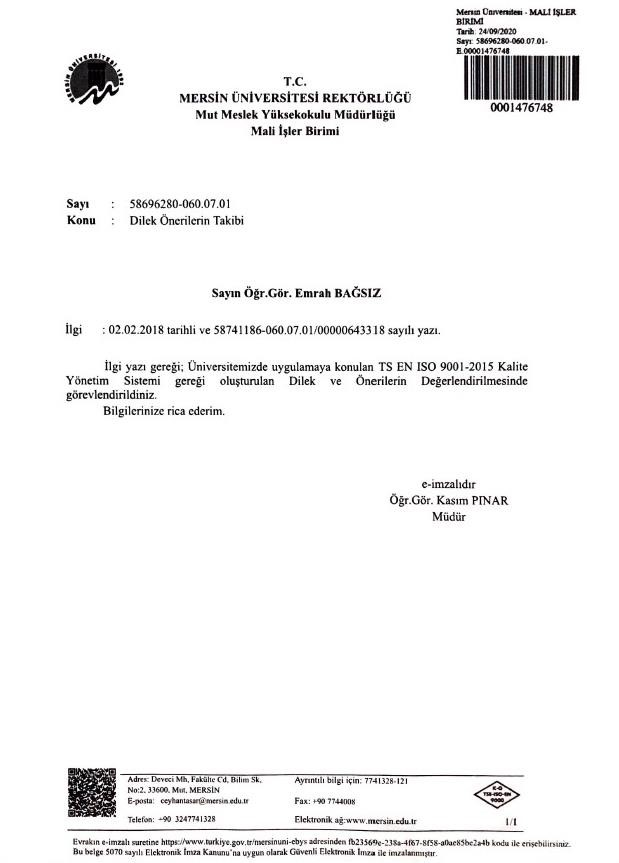 Mersin Üniversitesi - MALİ İŞLER
BİRİMİ
Tarih: 24/09/2020
Sayı: 58696280-060.07.01-
E.00001476748
0001476748
MERSİN ÜNİVERSİTESİ 1992
T.C.
MERSİN ÜNİVERSİTESİ REKTÖRLÜĞÜ
Mut Meslek Yüksekokulu Müdürlüğü
Mali İşler Birimi
Sayı : 58696280-060.07.01
Konu : Dilek Önerilerin Takibi
Sayın Öğr.Gör. Emrah BAĞSIZ
İlgi : 02.02.2018 tarihli ve 58741186-060.07.01/00000643318 sayılı yazı.
İlgi yazı gereği; Üniversitemizde uygulamaya konulan TS EN ISO 9001-2015 Kalite
Yönetim Sistemi gereği oluşturulan Dilek ve Önerilerin Değerlendirilmesinde
görevlendirildiniz.
Bilgilerinize rica ederim.
e-imzalıdır
Öğr.Gör. Kasım PINAR
Müdür
Adres: Deveci Mh, Fakülte Cd, Bilim Sk,
No:2, 33600, Mut, MERSİN
E-posta: ceyhantasar@mersin.edu.tr
Telefon: +90 3247741328
Ayrıntılı bilgi için: 7741328-121
Fax: +90 7744008
Elektronik ağ:www.mersin.edu.tr
TSE-ISO-EN
9000
1/1
Evrakın e-imzalı suretine https://www.turkiye.gov.tr/mersinuni-ebys adresinden fb23569e-238a-4f67-8f58-a0ac85be2a4b kodu ile erişebilirsiniz.
Bu belge 5070 sayılı Elektronik İmza Kanunu'na uygun olarak Güvenli Elektronik İmza ile imzalanmıştır.